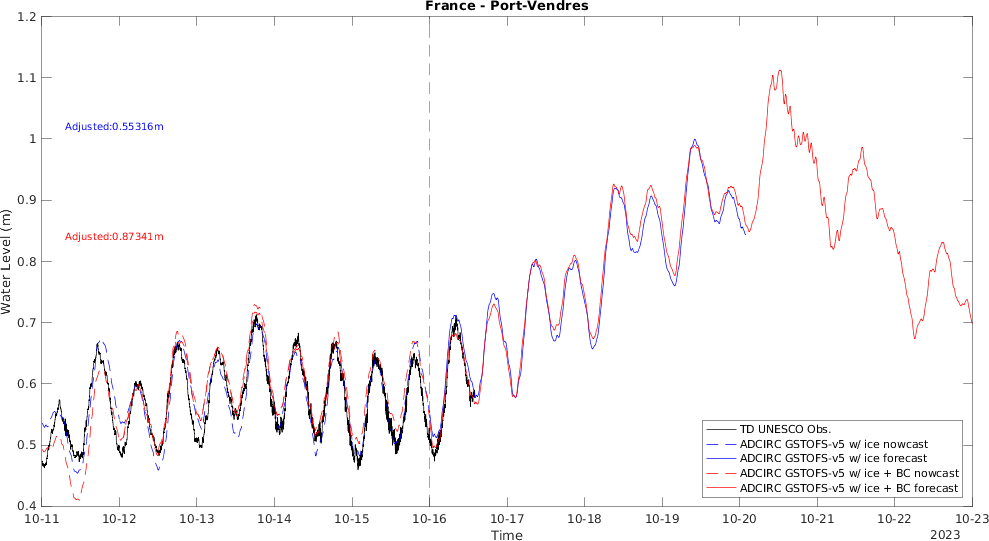 France - Port-Vendres
1.2
1.1
1
0.9
0.8
0.7
0.6
0.5
0.4
Water Level (m)
Adjusted:0.55316m
Adjusted:0.87341m
TD UNESCO Obs.
ADCIRC GSTOFS-v5 w/ ice nowcast
ADCIRC GSTOFS-v5 w/ ice forecast
ADCIRC GSTOFS-v5 w/ ice + BC nowcast
ADCIRC GSTOFS-v5 w/ ice + BC forecast
10-11 10-12 10-13 10-14 10-15 10-16 10-17 10-18 10-19 10-20 10-21 10-22 10-23
Time
2023